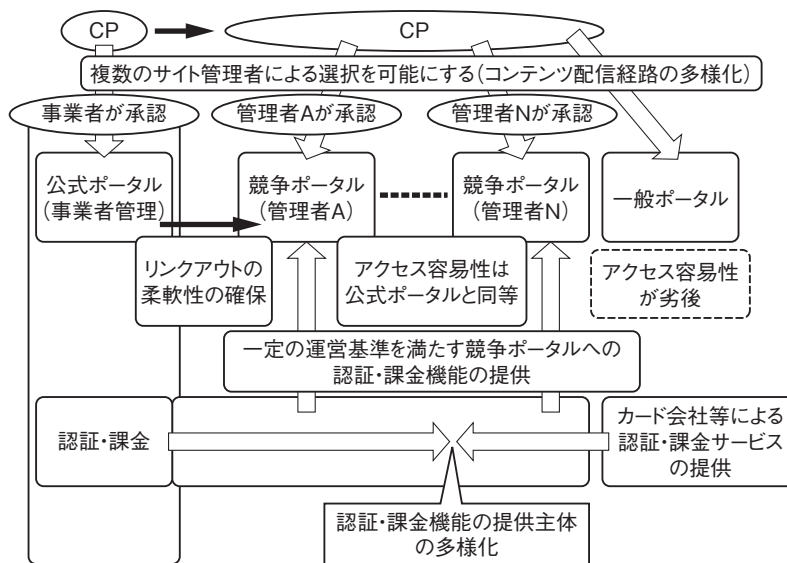 CP
CP
複数のサイト管理者による選択を可能にする(コンテンツ配信経路の多様化)
事業者が承認
管理者Aが承認
管理者Nが承認
公式ポータル
(事業者管理)
競争ポータル
(管理者A)
競争ポータル
(管理者N)
一般ポータル
リンクアウトの
柔軟性の確保
アクセス容易性は
公式ポータルと同等
アクセス容易性
が劣後
一定の運営基準を満たす競争ポータルへの
認証・課金機能の提供
認証・課金
カード会社等による
認証・課金サービス
の提供
認証・課金機能の提供主体
の多様化